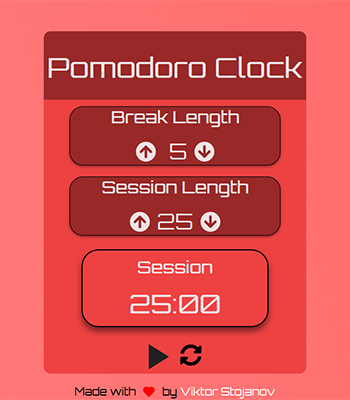 Pomodoro Clock
Break Length
5
Session Length
25
Session
25:00
Made with ♥ by Viktor Stojanov